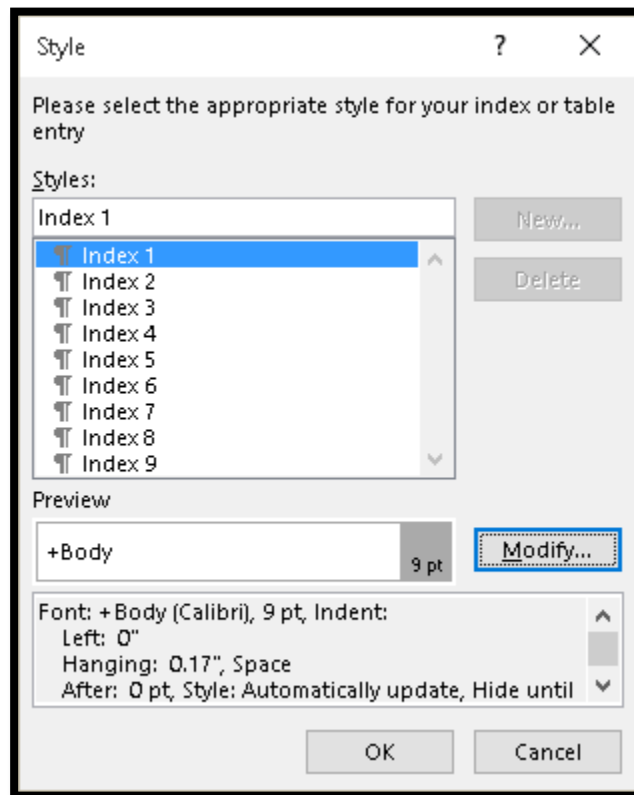 Style ?
Please select the appropriate style for your index or table
entry
Styles:
Index 1
New...
¶ Index 1
Delete
¶ Index 2
¶ Index 3
¶ Index 4
¶ Index 5
¶ Index 6
¶ Index 7
¶ Index 8
¶ Index 9
Preview
+Body
9 pt
Modify...
Font: +Body (Calibri), 9 pt, Indent:
Left: 0"
Hanging: 0.17", Space
After: 0 pt, Style: Automatically update, Hide until
OK
Cancel